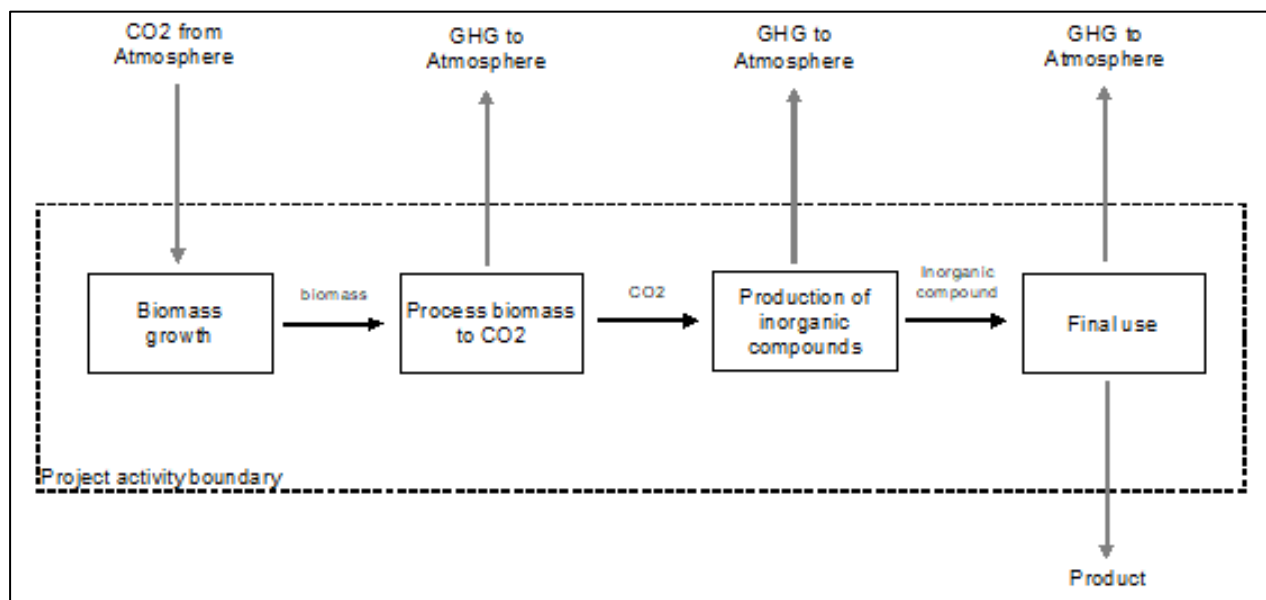 CO2 from
Atmosphere
GHG to
Atmosphere
GHG to
Atmosphere
GHG to
Atmosphere
Biomass
growth
biomass
Process biomass
to CO2
CO2
Production of
inorganic
compounds
Inorganic
compound
Final use
Project activity boundary
Product